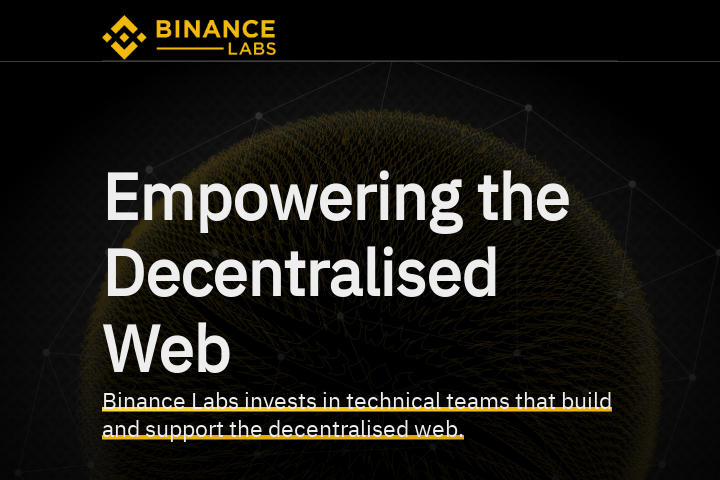 BINANCE
LABS
Empowering the
Decentralised
Web
Binance Labs invests in technical teams that build
and support the decentralised web.